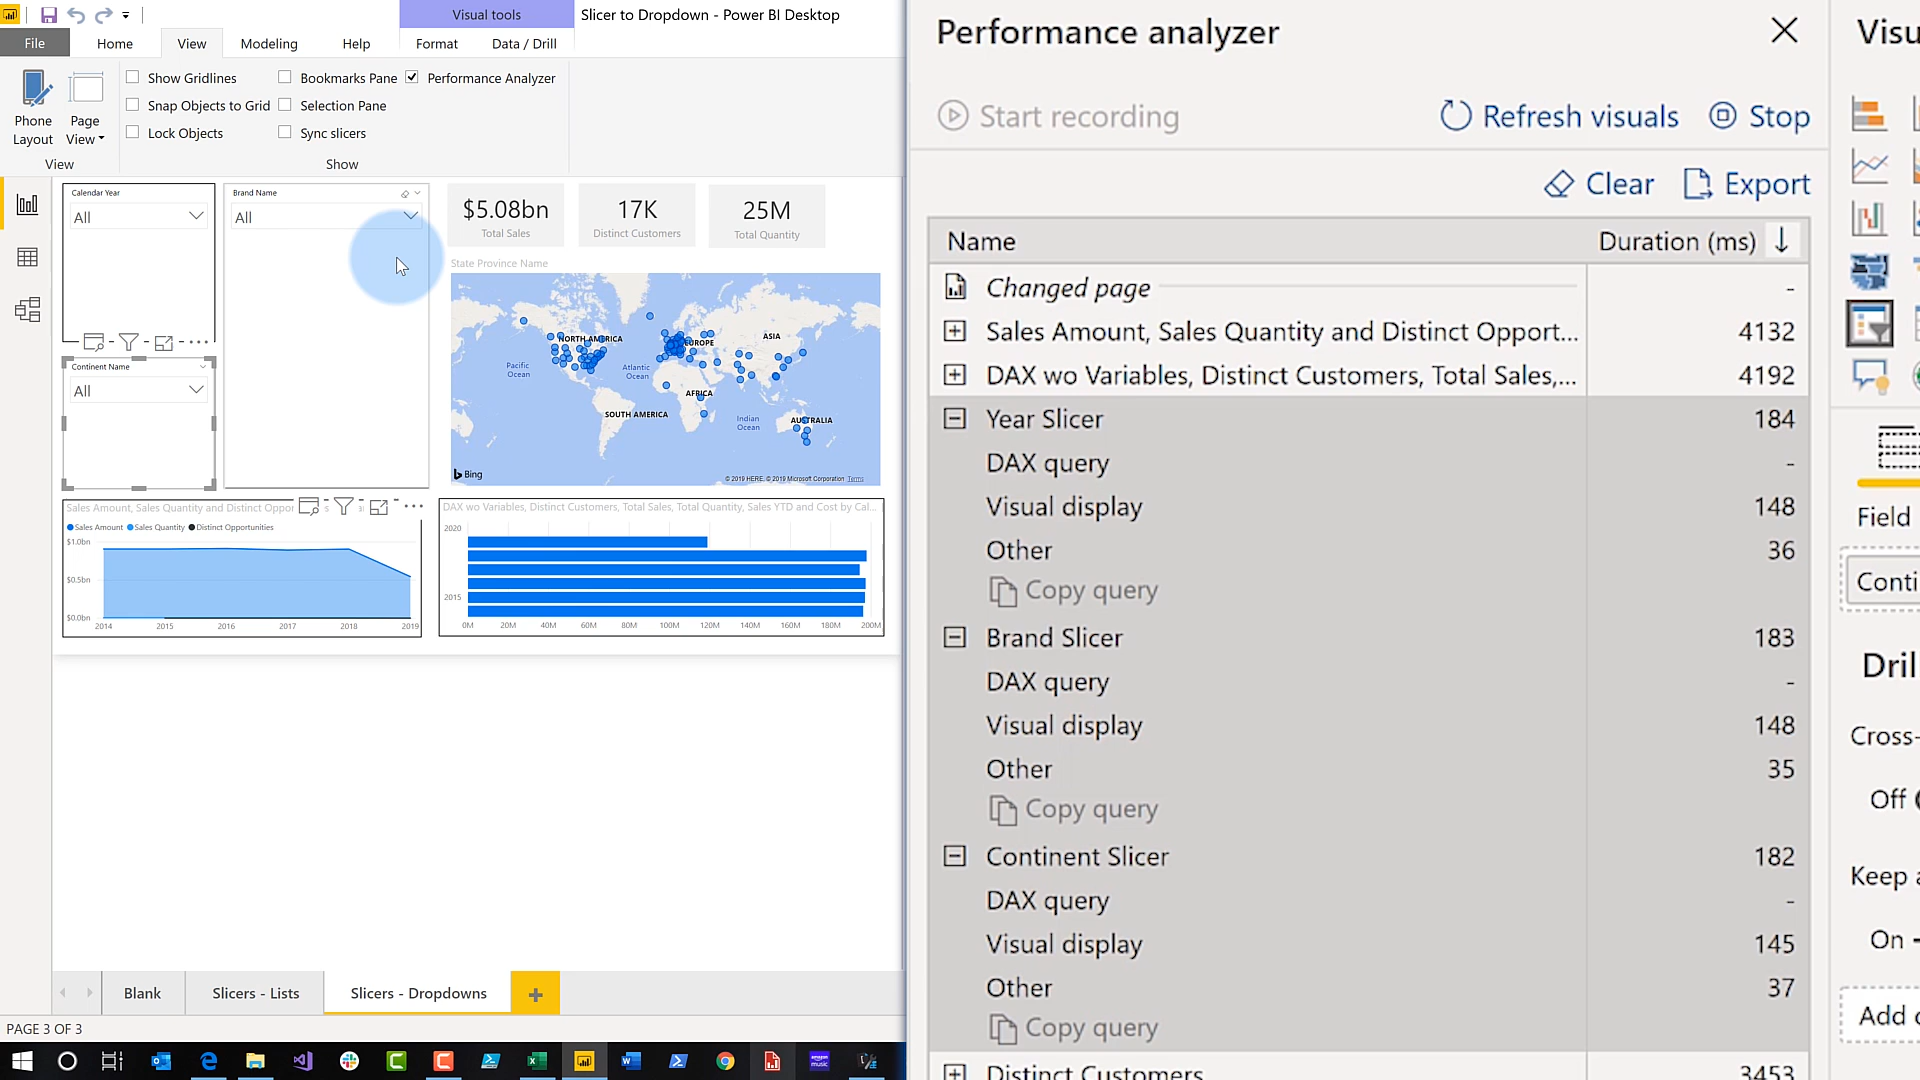 Visual tools
Slicer to Dropdown - Power BI Desktop
File
Home
View
Modeling
Help
Format
Data / Drill
Show Gridlines
Bookmarks Pane
Performance Analyzer
Snap Objects to Grid
Selection Pane
Lock Objects
Sync slicers
Phone
Layout
Page
View
View
Show
Calendar Year
All
Brand Name
All
$5.08bn
Total Sales
17K
Distinct Customers
25M
Total Quantity
Continent Name
All
State Province Name
NORTH AMERICA
EUROPE
ASIA
Pacific
Ocean
Atlantic
Ocean
AFRICA
SOUTH AMERICA
Indian
Ocean
AUSTRALIA
Bing
© 2019 HERE, © 2019 Microsoft Corporation Terms
Sales Amount, Sales Quantity and Distinct Oppor
Sales Amount Sales Quantity Distinct Opportunities
$1.0bn
$0.5bn
$0.0bn
2014 2015 2016 2017 2018 2019
DAX wo Variables, Distinct Customers, Total Sales, Total Quantity, Sales YTD and Cost by Cal...
2020
2015
0M 20M 40M 60M 80M 100M 120M 140M 160M 180M 200M
Blank
Slicers - Lists
Slicers - Dropdowns
PAGE 3 OF 3
Performance analyzer
Start recording
Refresh visuals
Stop
Clear
Export
Name Duration (ms)
Changed page -
Sales Amount, Sales Quantity and Distinct Opport... 4132
DAX wo Variables, Distinct Customers, Total Sales,... 4192
Year Slicer 184
DAX query -
Visual display 148
Other 36
Copy query
Brand Slicer 183
DAX query -
Visual display 148
Other 35
Copy query
Continent Slicer 182
DAX query -
Visual display 145
Other 37
Copy query
Distinct Customers 3453
Visu
Field
Conti
Dril
Cross-
Off
Keep a
On
Add